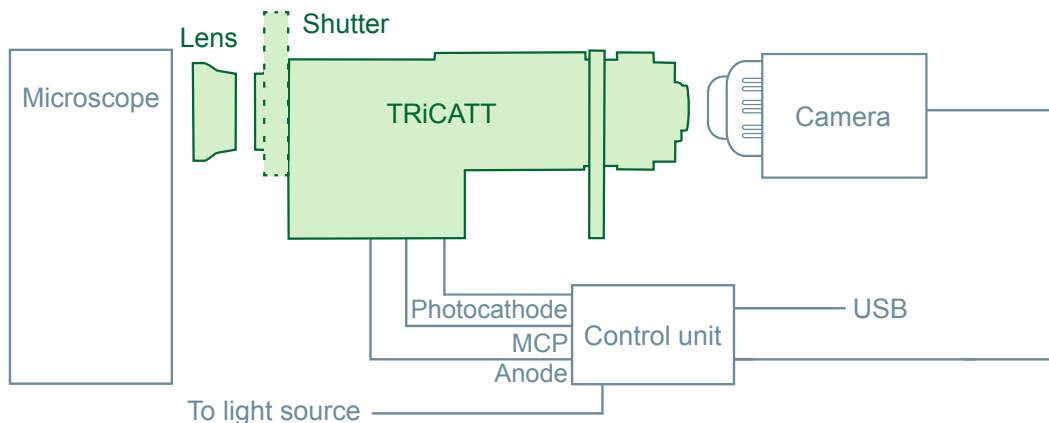 Shutter
Lens
Microscope
TRiCATT
Camera
Photocathode
USB
MCP
Control unit
Anode
To light source